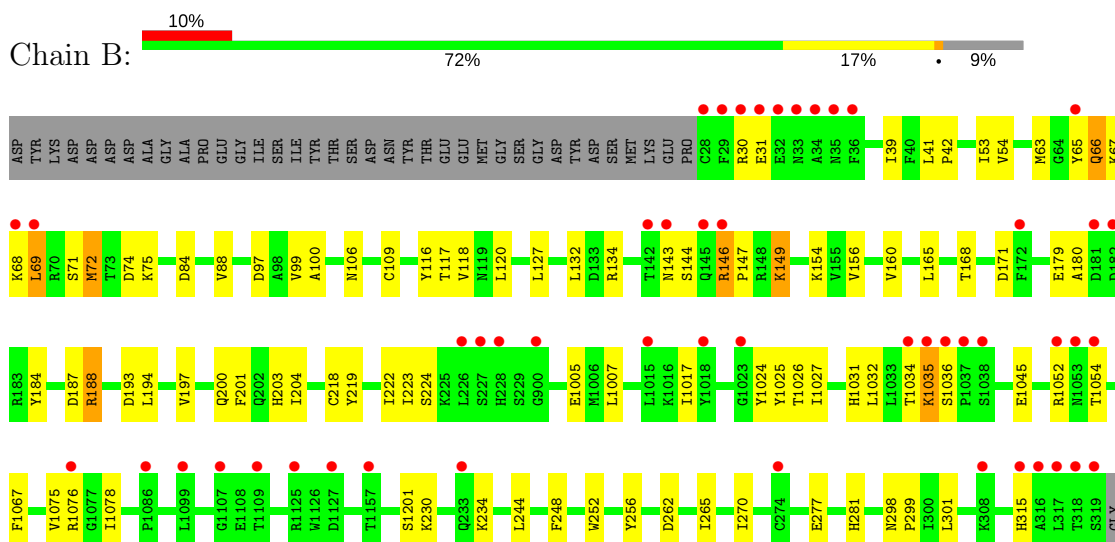 10%
Chain B:
72% 17% • 9%
ASP TYR LYS ASP ASP ASP ASP ALA GLY ALA PRO GLU GLY ILE SER ILE TYR THR SER ASP ASN TYR THR GLU GLU MET GLY SER GLY ASP TYR ASP SER MET LYS GLU PRO C28 F29 R30 E31 E32 N33 A34 N35 F36 I39 F40 L41 P42 I53 V54 M63 G64 Y65 Q66 K67
K68 L69 R70 S71 M72 T73 D74 K75 D84 V88 D97 A98 V99 A100 N106 C109 Y116 T117 V118 N119 L120 L127 L132 D133 R134 T142 N143 S144 Q145 R146 P147 R148 K149 K154 V155 V156 V160 L165 T168 D171 F172 E179 A180 D181 D182
R183 Y184 D187 R188 D193 L194 V197 Q200 F201 Q202 H203 I204 C218 Y219 I222 I223 S224 K225 L226 S227 H228 S229 G900 E1005 M1006 L1007 L1015 K1016 I1017 Y1018 G1023 Y1024 Y1025 T1026 I1027 H1031 L1032 L1033 T1034 K1035 S1036 P1037 S1038 E1045 R1052 N1053 T1054
F1067 V1075 R1076 G1077 I1078 P1086 L1099 G1107 E1108 T1109 R1125 W1126 D1127 T1157 S1201 K230 Q233 K234 L244 F248 W252 Y256 D262 I265 I270 C274 E277 H281 N298 P299 I300 L301 K308 H315 A316 L317 T318 S319 GLY